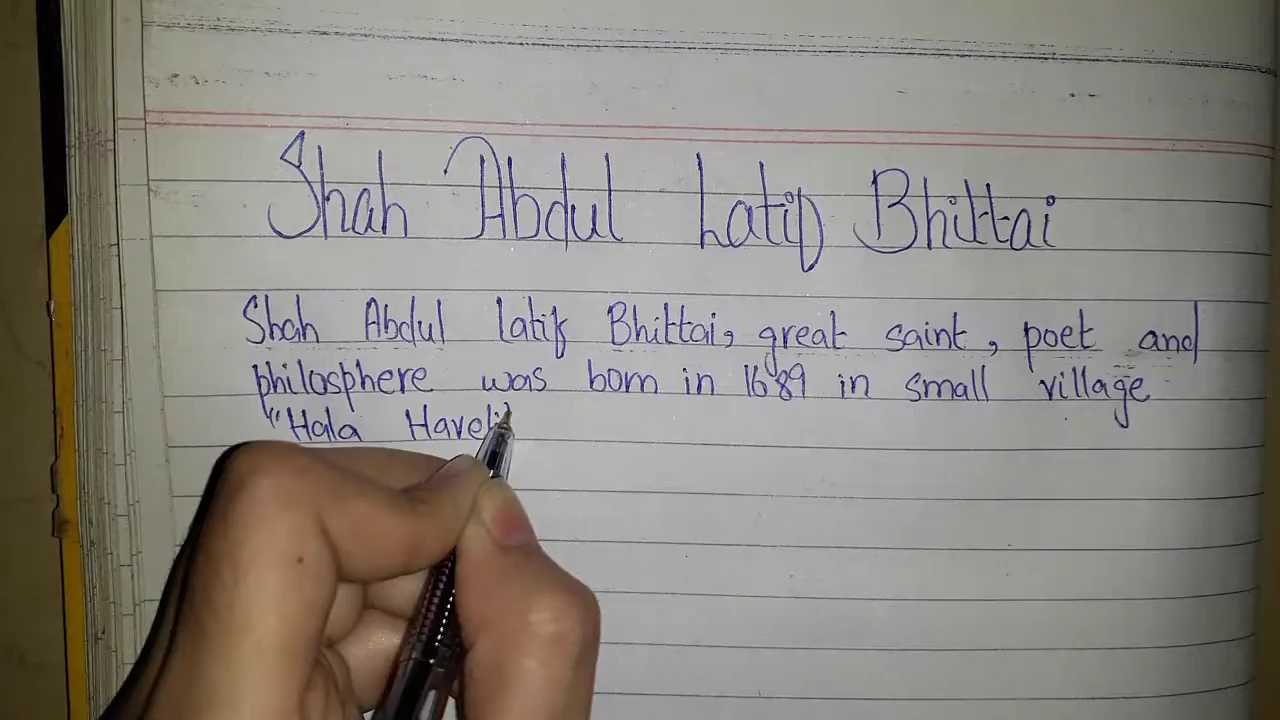 Shah Abdul Latif Bhittai
Shah Abdul latif Bhittai, great saint, poet and
philosphere was born in 1689 in small village
"Hala Haveli"